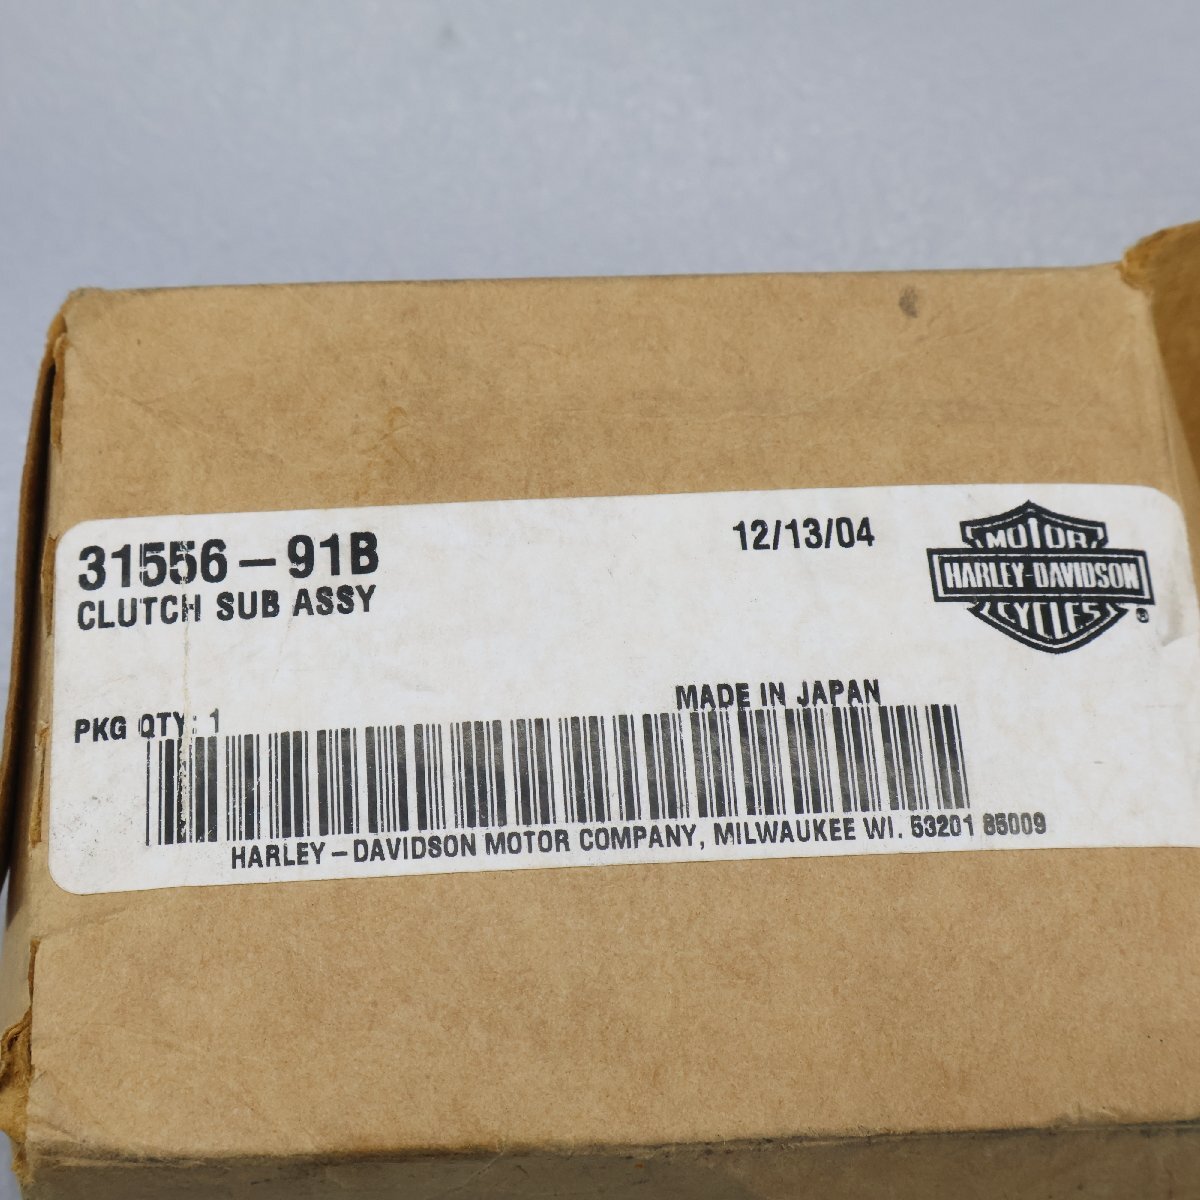 31556-91B
12/13/04
CLUTCH SUB ASSY
MOTOR
HARLEY-DAVIDSON
CYCLES
®
MADE IN JAPAN
PKG QTY: 1
HARLEY-DAVIDSON MOTOR COMPANY, MILWAUKEE WI. 53201 85009